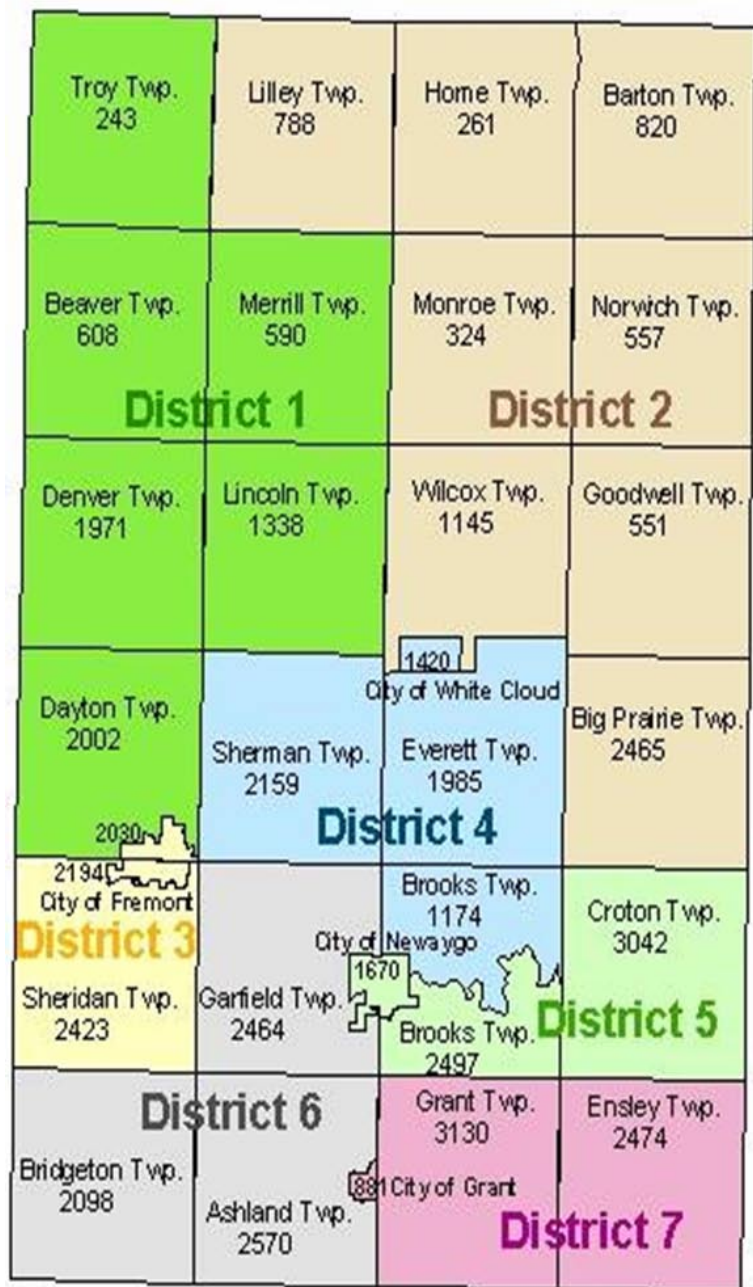 Troy Twp.
243
Lilley Twp.
788
Home Twp.
261
Barton Twp.
820
Beaver Twp.
608
Merrill Twp.
590
Monroe Twp.
324
Norwich Twp.
557
District 1
District 2
Denver Twp.
1971
Lincoln Twp.
1338
Wilcox Twp.
1145
Goodwell Twp.
551
1420
City of White Cloud
Dayton Twp.
2002
Sherman Twp.
2159
Everett Twp.
1985
Big Prairie Twp.
2465
District 4
2030
2194
City of Fremont
Brooks Twp.
1174
Croton Twp.
3042
District 3
City of Newaygo
1670
Sheridan Twp.
2423
Garfield Twp.
2464
Brooks Twp.
2497
District 5
District 6
Grant Twp.
3130
Ensley Twp.
2474
Bridgeton Twp.
2098
881 City of Grant
Ashland Twp.
2570
District 7